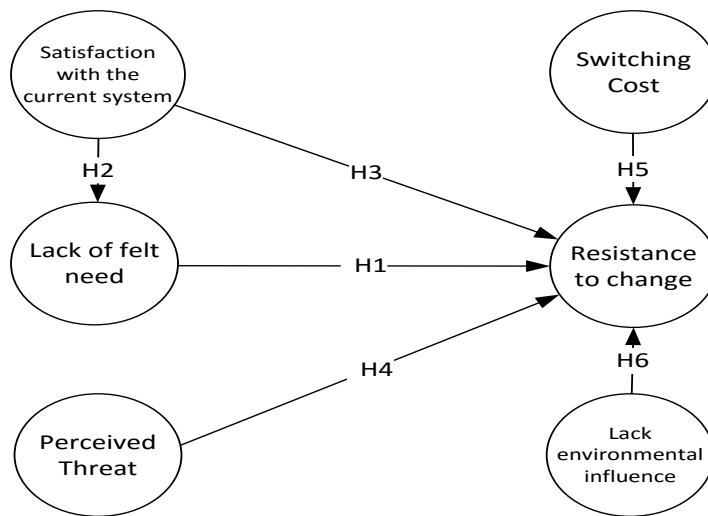 Satisfaction
with the
current system
Switching
Cost
H2
H3
H5
Lack of felt
need
H1
Resistance
to change
H4
H6
Perceived
Threat
Lack
environmental
influence